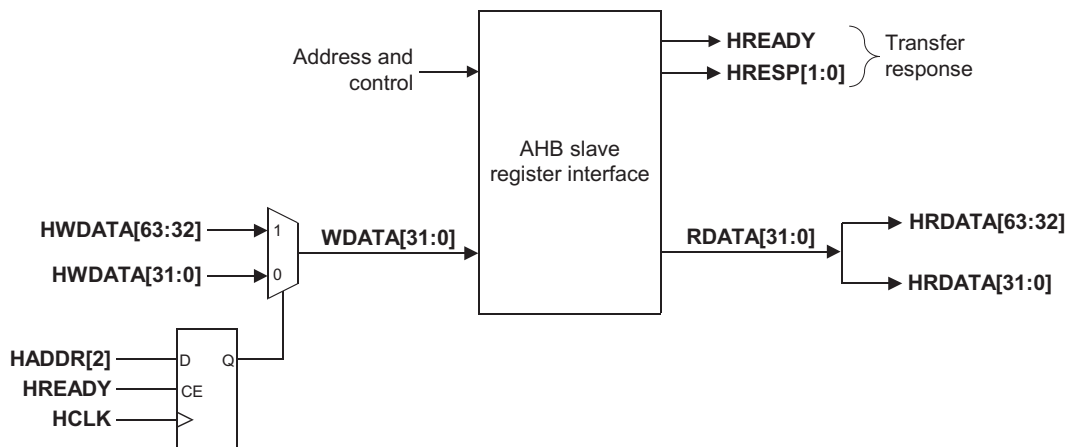 Address and
control
HREADY
HRESP[1:0]
Transfer
response
AHB slave
register interface
HWDATA[63:32]
1
WDATA[31:0]
HWDATA[31:0]
0
RDATA[31:0]
HRDATA[63:32]
HRDATA[31:0]
HADDR[2]
D
Q
HREADY
CE
HCLK